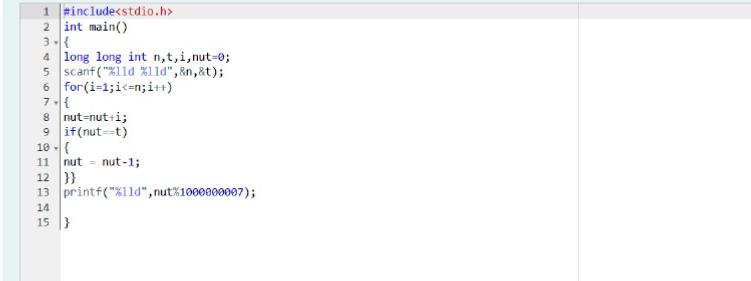 1 #include<stdio.h>
2 int main()
3 {
4 long long int n,t,i,nut=0;
5 scanf("%lld %lld",&n,&t);
6 for(i=1;i<=n;i++)
7 {
8 nut=nut+i;
9 if(nut==t)
10 {
11 nut = nut-1;
12 }}
13 printf("%lld",nut%1000000007);
14
15 }